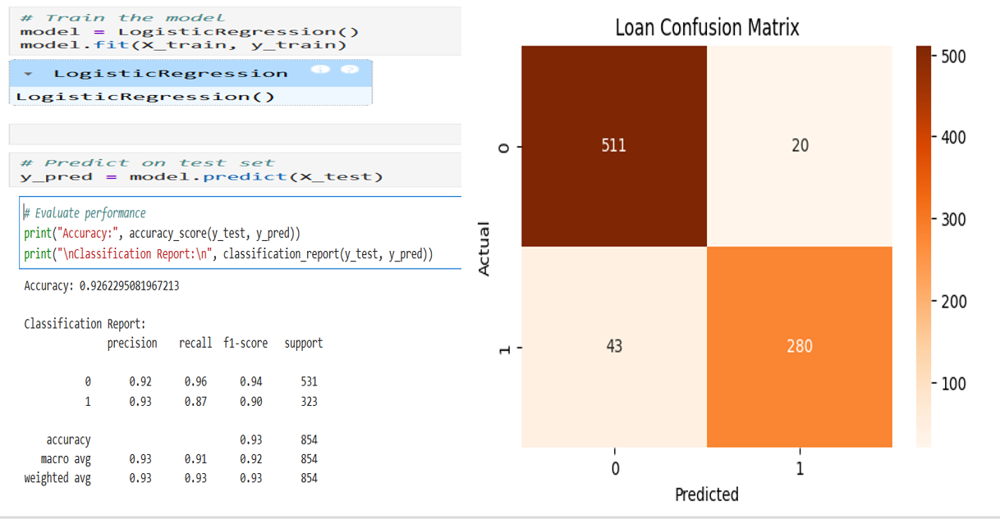 # Train the model
model = LogisticRegression()
model.fit(X_train, y_train)
LogisticRegression
LogisticRegression()
# Predict on test set
y_pred = model.predict(X_test)
# Evaluate performance
print("Accuracy:", accuracy_score(y_test, y_pred))
print("\nClassification Report:\n", classification_report(y_test, y_pred))
Accuracy: 0.9262295081967213
Classification Report:
precision recall f1-score support
0 0.92 0.96 0.94 531
1 0.93 0.87 0.90 323
accuracy 0.93 854
macro avg 0.93 0.91 0.92 854
weighted avg 0.93 0.93 0.93 854
Loan Confusion Matrix
Actual
0
511 20
1
43 280
0 1
Predicted
500
400
300
200
100